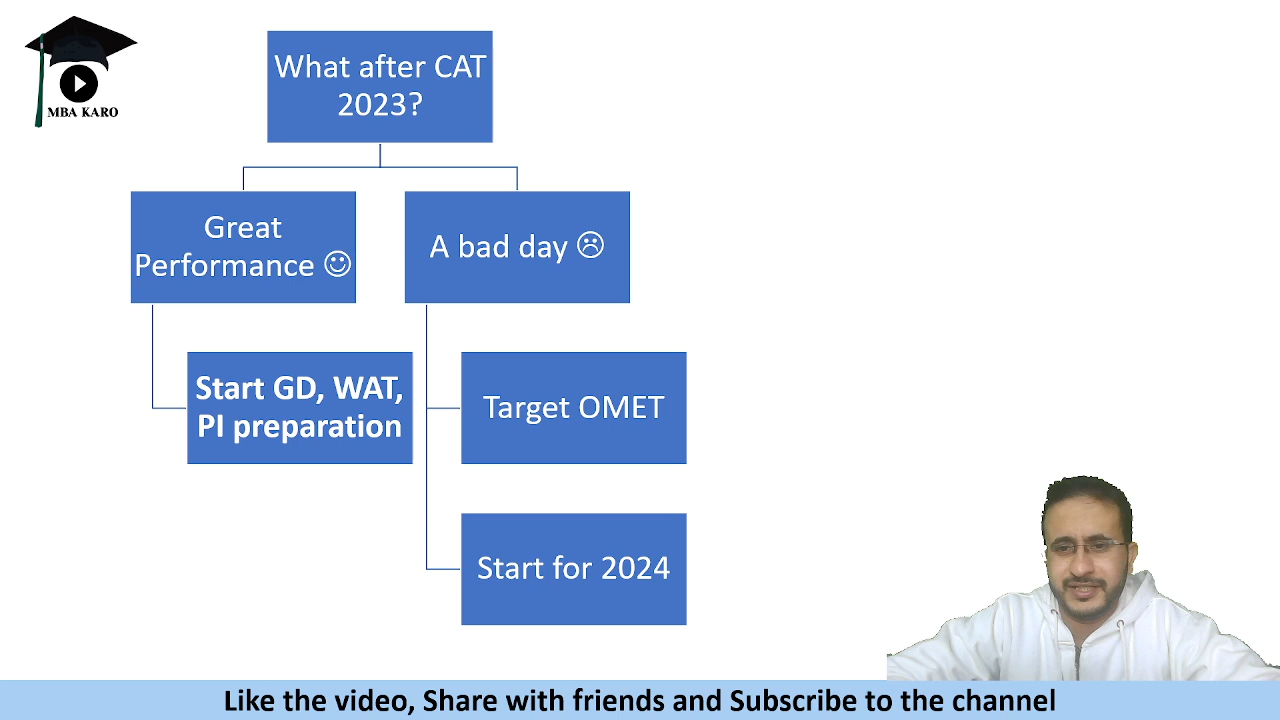 MBA KARO
What after CAT
2023?
Great
Performance ☺
A bad day ☹
Start GD, WAT,
PI preparation
Target OMET
Start for 2024
Like the video, Share with friends and Subscribe to the channel